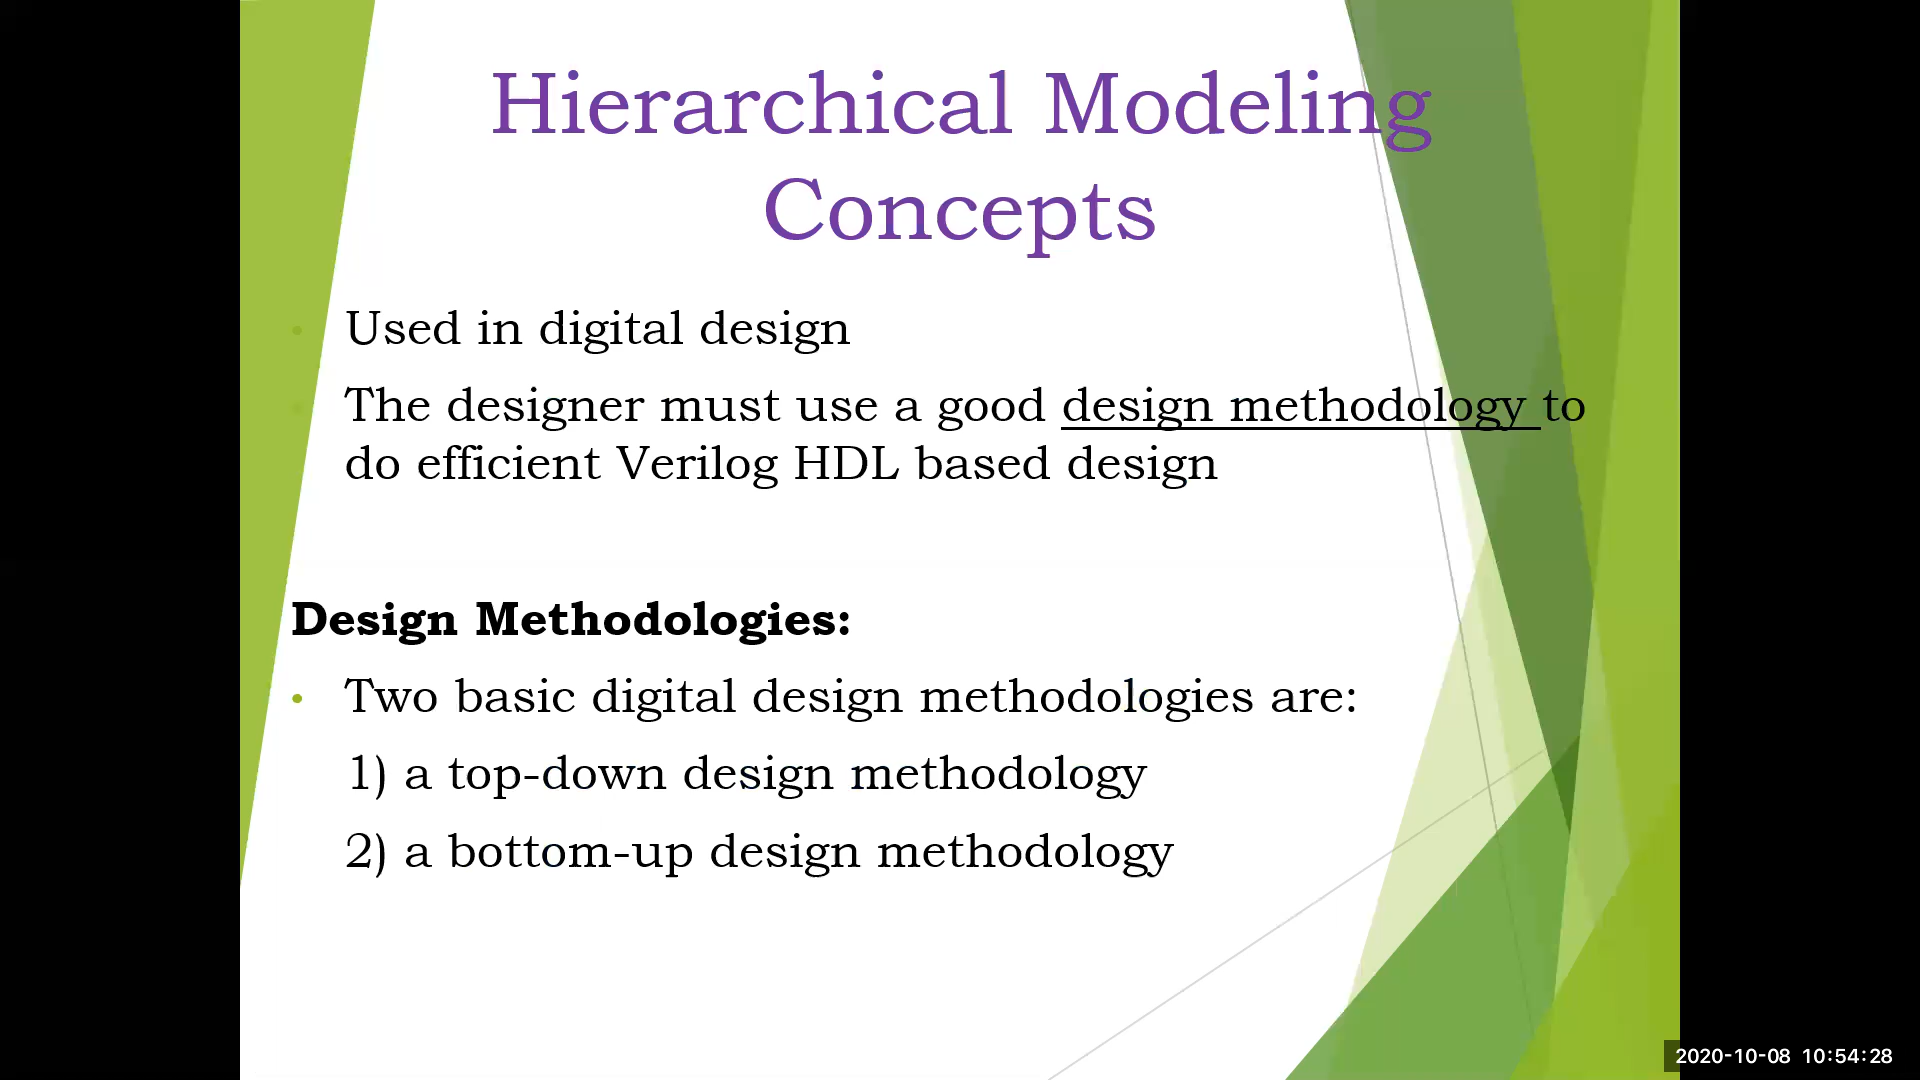 Hierarchical Modeling
Concepts
• Used in digital design
• The designer must use a good design methodology to
do efficient Verilog HDL based design
Design Methodologies:
• Two basic digital design methodologies are:
1) a top-down design methodology
2) a bottom-up design methodology
2020-10-08 10:54:28